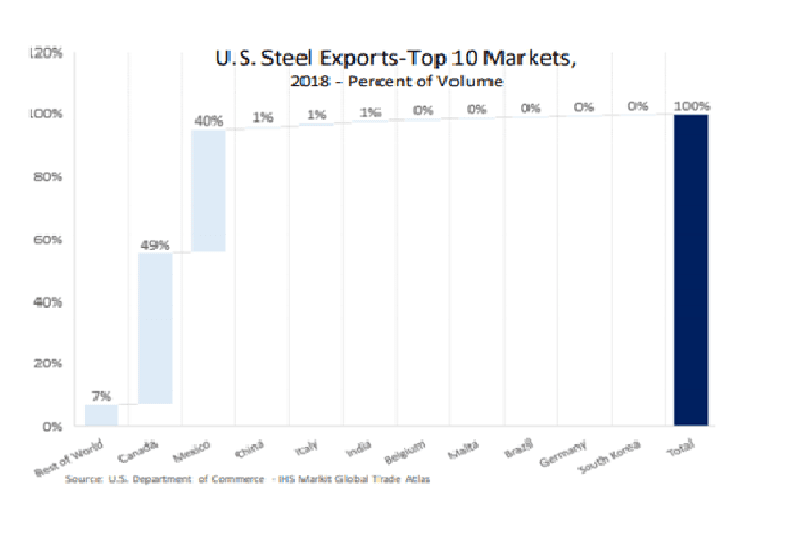 U.S. Steel Exports-Top 10 Markets,
2018 - Percent of Volume
120%
100%
80%
60%
40%
20%
0%
7%
49%
40%
1%
1%
1%
0%
0%
0%
0%
0%
100%
Rest of World
Canada
Mexico
China
Italy
India
Belgium
Malta
Brazil
Germany
South Korea
Total
Source: U.S. Department of Commerce - IHS Markit Global Trade Atlas